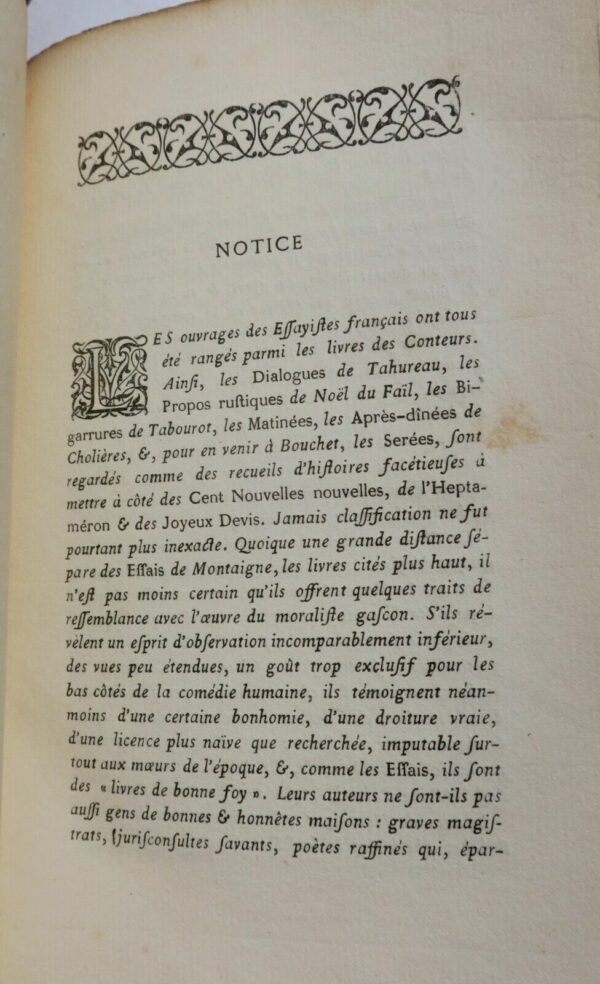 NOTICE
LES ouvrages des Eſſayiſtes français ont tous
été rangés parmi les livres des Conteurs.
Ainſi, les Dialogues de Tahureau, les
Propos ruſtiques de Noël du Faïl, les Bi-
garrures de Tabourot, les Matinées, les Après-dînées de
Cholières, &, pour en venir à Bouchet, les Serées, ſont
regardés comme des recueils d'hiſtoires facétieuſes à
mettre à côté des Cent Nouvelles nouvelles, de l'Hepta-
méron & des Joyeux Devis. Jamais claſſification ne fut
pourtant plus inexacte. Quoique une grande diſtance ſé-
pare des Eſſais de Montaigne, les livres cités plus haut, il
n'eſt pas moins certain qu'ils offrent quelques traits de
reſſemblance avec l'œuvre du moraliſte gaſcon. S'ils ré-
vèlent un eſprit d'obſervation incomparablement inférieur,
des vues peu étendues, un goût trop excluſif pour les
bas côtés de la comédie humaine, ils témoignent néan-
moins d'une certaine bonhomie, d'une droiture vraie,
d'une licence plus naïve que recherchée, imputable ſur-
tout aux mœurs de l'époque, &, comme les Eſſais, ils ſont
des « livres de bonne foy ». Leurs auteurs ne ſont-ils pas
auſſi gens de bonnes & honnêtes maiſons : graves magiſ-
trats, juriſconſultes ſavants, poètes raffinés qui, épar-